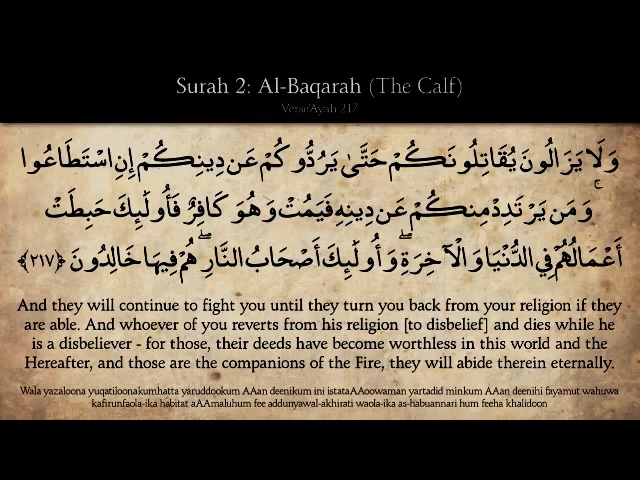 Surah 2: Al-Baqarah (The Calf)
Verse/Ayah 217
وَلَا يَزَالُونَ يُقَاتِلُونَكُمْ حَتَّىٰ يَرُدُّوكُمْ عَن دِينِكُمْ إِنِ اسْتَطَاعُوا
ۚ وَمَن يَرْتَدِدْ مِنكُمْ عَن دِينِهِ فَيَمُتْ وَهُوَ كَافِرٌ فَأُولَٰئِكَ حَبِطَتْ
أَعْمَالُهُمْ فِي الدُّنْيَا وَالْآخِرَةِ ۖ وَأُولَٰئِكَ أَصْحَابُ النَّارِ ۖ هُمْ فِيهَا خَالِدُونَ ﴿٢١٧﴾
And they will continue to fight you until they turn you back from your religion if they
are able. And whoever of you reverts from his religion [to disbelief] and dies while he
is a disbeliever - for those, their deeds have become worthless in this world and the
Hereafter, and those are the companions of the Fire, they will abide therein eternally.
Wala yazaloona yuqatiloonakumhatta yaruddookum AAan deenikum ini istataAAoowaman yartadid minkum AAan deenihi fayamut wahuwa
kafirunfaola-ika habitat aAAmaluhum fee addunyawal-akhirati waola-ika as-habuannari hum feeha khalidoon